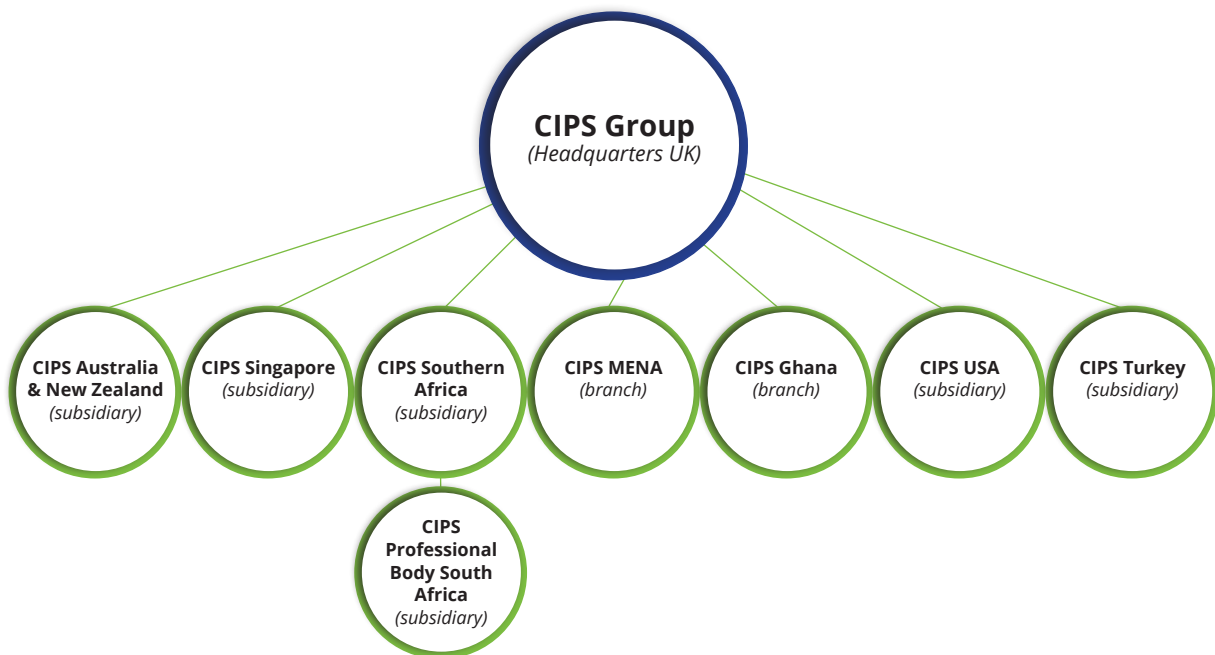 CIPS Group
(Headquarters UK)
CIPS Australia
& New Zealand
(subsidiary)
CIPS Singapore
(subsidiary)
CIPS Southern
Africa
(subsidiary)
CIPS MENA
(branch)
CIPS Ghana
(branch)
CIPS USA
(subsidiary)
CIPS Turkey
(subsidiary)
CIPS
Professional
Body South
Africa
(subsidiary)